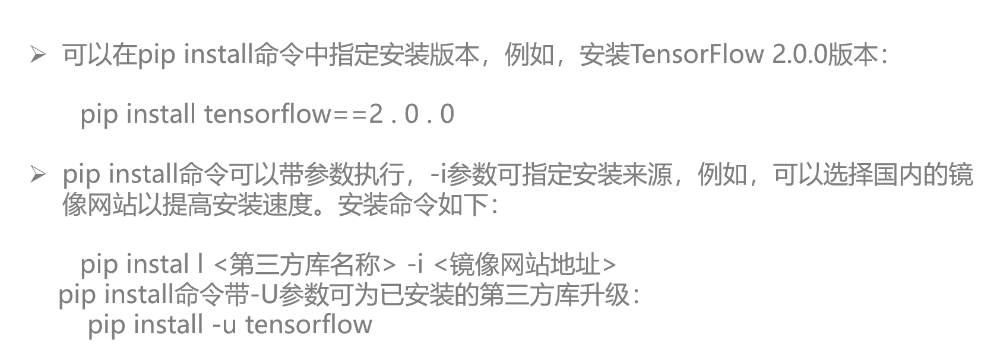 ➢ 可以在pip install命令中指定安装版本，例如，安装TensorFlow 2.0.0版本：
pip install tensorflow==2 . 0 . 0
➢ pip install命令可以带参数执行，-i参数可指定安装来源，例如，可以选择国内的镜
像网站以提高安装速度。安装命令如下：
pip instal l <第三方库名称> -i <镜像网站地址>
pip install命令带-U参数可为已安装的第三方库升级：
pip install -u tensorflow